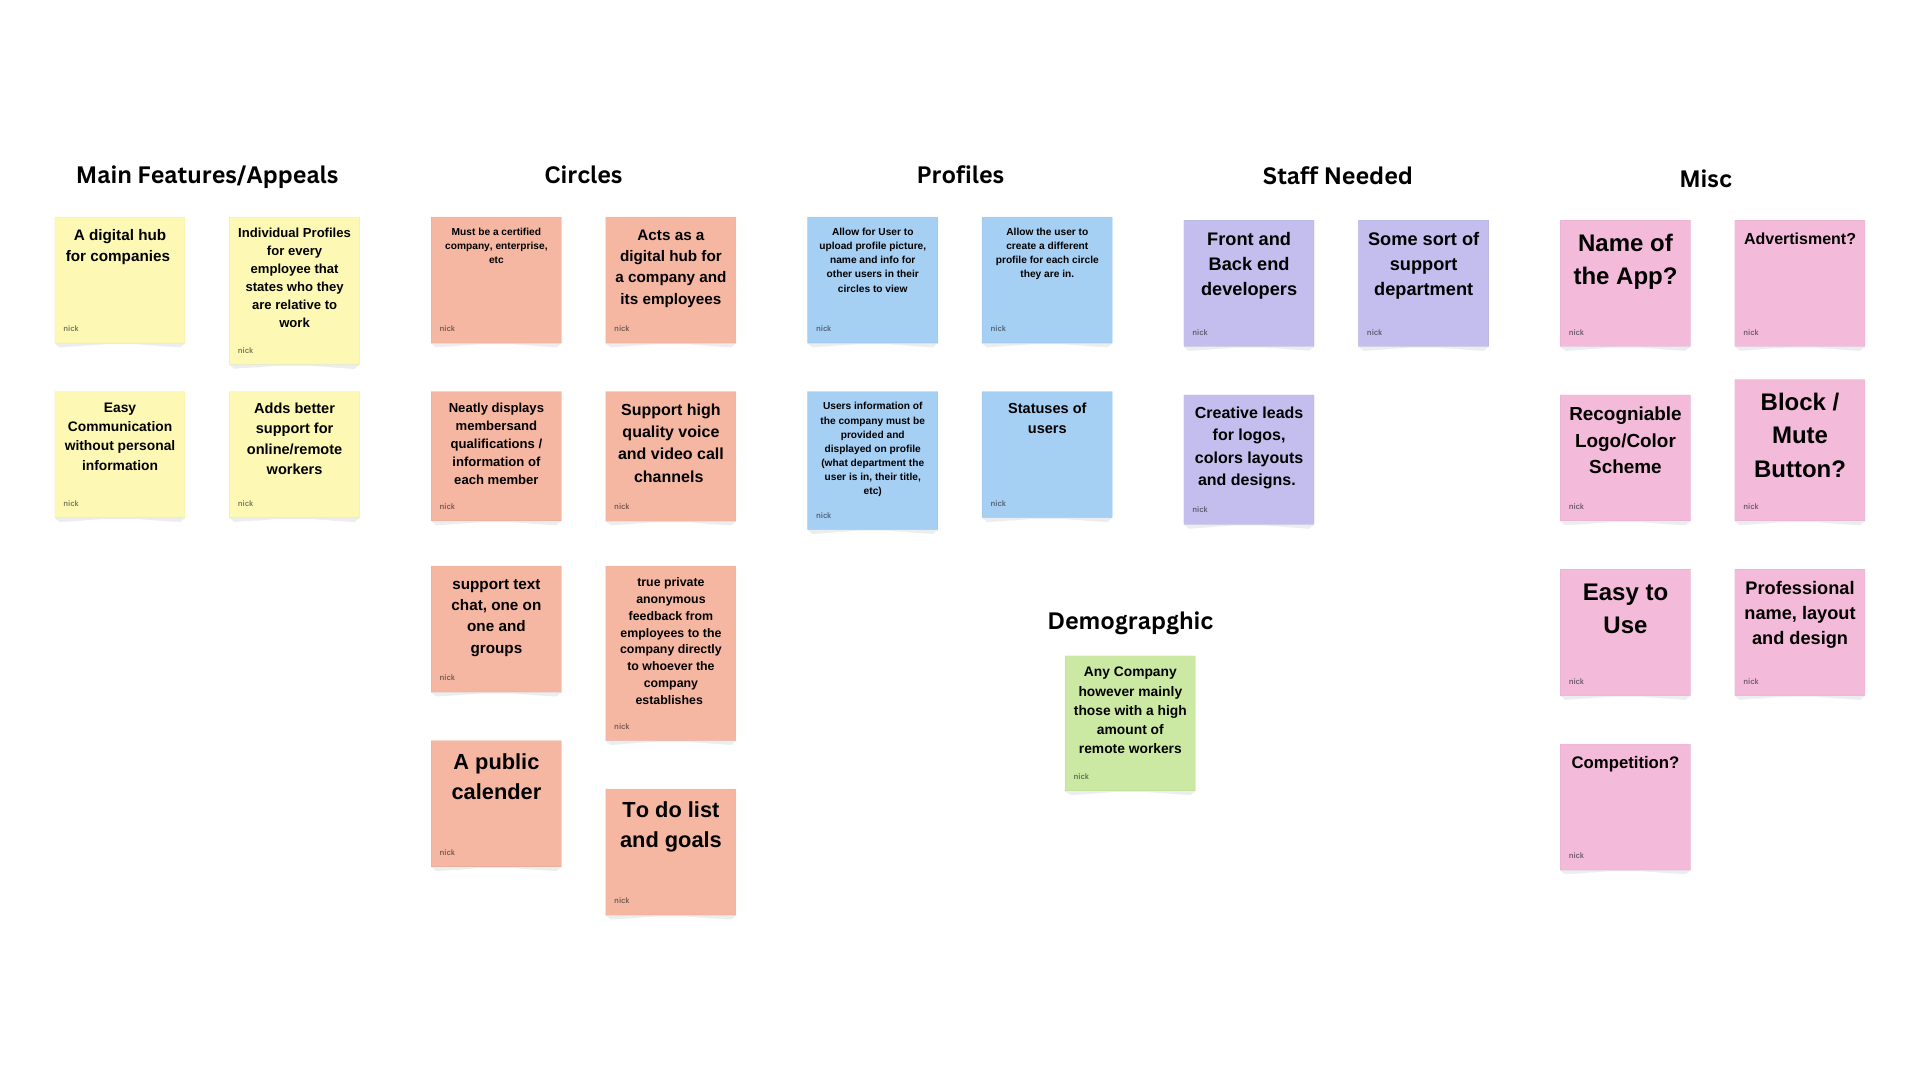 Main Features/Appeals
A digital hub
for companies
nick
Individual Profiles
for every
employee that
states who they
are relative to
work
nick
Easy
Communication
without personal
information
nick
Adds better
support for
online/remote
workers
nick
Circles
Must be a certified
company, enterprise,
etc
nick
Acts as a
digital hub for
a company and
its employees
nick
Neatly displays
membersand
qualifications /
information of
each member
nick
Support high
quality voice
and video call
channels
nick
support text
chat, one on
one and
groups
nick
true private
anonymous
feedback from
employees to the
company directly
to whoever the
company
establishes
nick
A public
calender
nick
To do list
and goals
nick
Profiles
Allow for User to
upload profile picture,
name and info for
other users in their
circles to view
nick
Allow the user to
create a different
profile for each circle
they are in.
nick
Users information of
the company must be
provided and
displayed on profile
(what department the
user is in, their title,
etc)
nick
Statuses of
users
nick
Staff Needed
Front and
Back end
developers
nick
Some sort of
support
department
nick
Creative leads
for logos,
colors layouts
and designs.
nick
Demograpghic
Any Company
however mainly
those with a high
amount of
remote workers
nick
Misc
Name of
the App?
nick
Advertisment?
nick
Recogniable
Logo/Color
Scheme
nick
Block /
Mute
Button?
nick
Easy to
Use
nick
Professional
name, layout
and design
nick
Competition?
nick